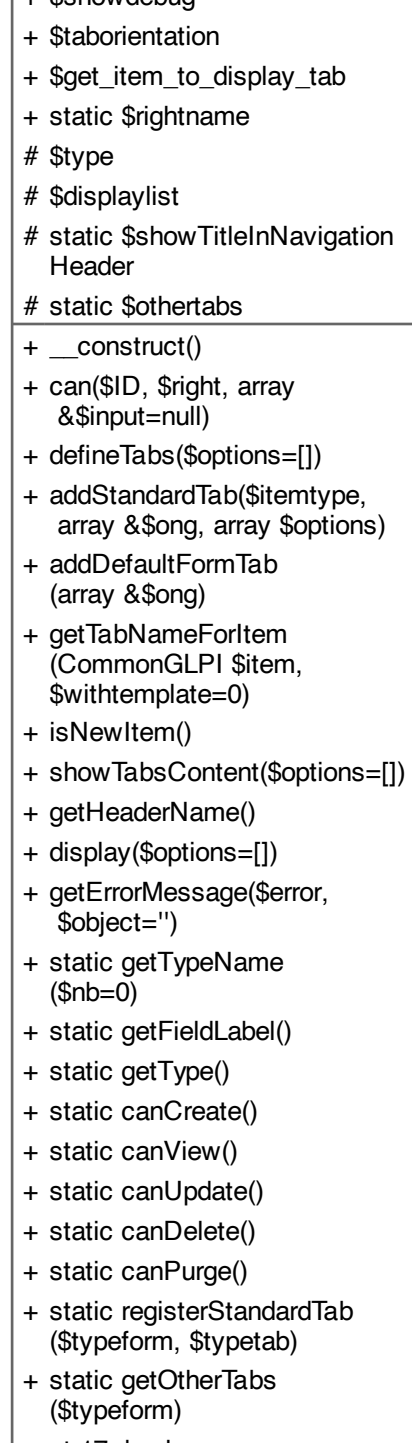 + $showdebug
+ $taborientation
+ $get_item_to_display_tab
+ static $rightname
# $type
# $displaylist
# static $showTitleInNavigation
Header
# static $othertabs
+ __construct()
+ can($ID, $right, array
&$input=null)
+ defineTabs($options=[])
+ addStandardTab($itemtype,
array &$ong, array $options)
+ addDefaultFormTab
(array &$ong)
+ getTabNameForItem
(CommonGLPI $item,
$withtemplate=0)
+ isNewItem()
+ showTabsContent($options=[])
+ getHeaderName()
+ display($options=[])
+ getErrorMessage($error,
$object='')
+ static getTypeName
($nb=0)
+ static getFieldLabel()
+ static getType()
+ static canCreate()
+ static canView()
+ static canUpdate()
+ static canDelete()
+ static canPurge()
+ static registerStandardTab
($typeform, $typetab)
+ static getOtherTabs
($typeform)